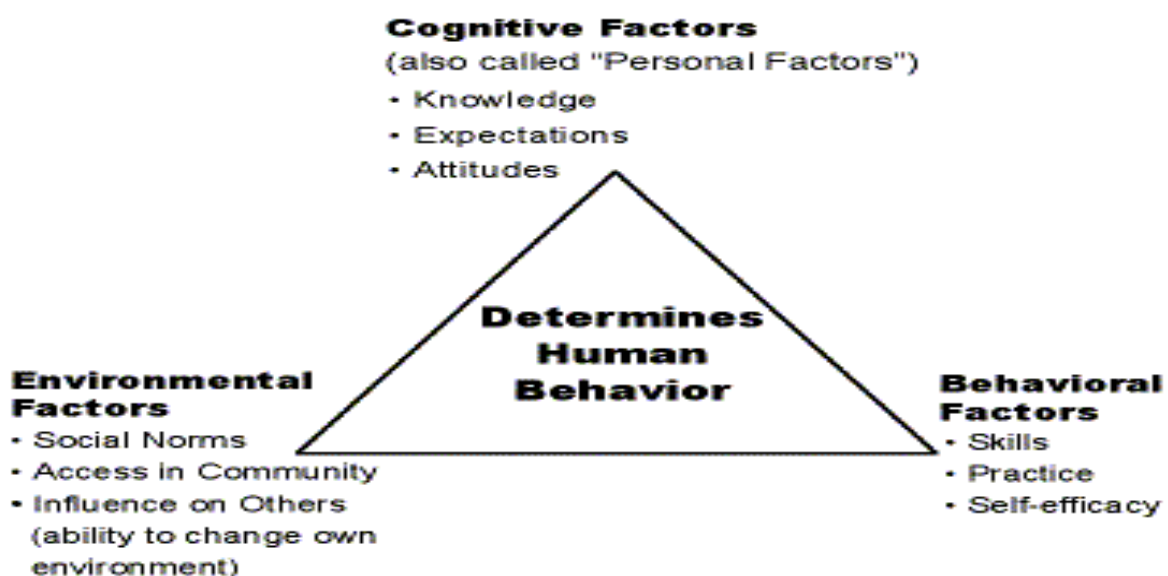 Cognitive Factors
(also called "Personal Factors")
• Knowledge
• Expectations
• Attitudes
Determines
Human
Behavior
Environmental
Factors
• Social Norms
• Access in Community
• Influence on Others
(ability to change own
environment)
Behavioral
Factors
• Skills
• Practice
• Self-efficacy